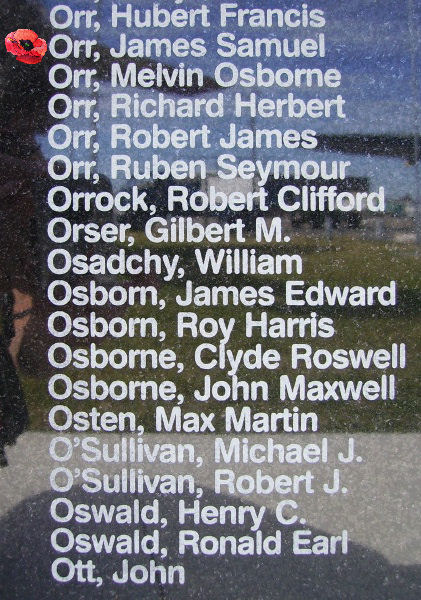 Orr, Hubert Francis
Orr, James Samuel
Orr, Melvin Osborne
Orr, Richard Herbert
Orr, Robert James
Orr, Ruben Seymour
Orrock, Robert Clifford
Orser, Gilbert M.
Osadchy, William
Osborn, James Edward
Osborn, Roy Harris
Osborne, Clyde Roswell
Osborne, John Maxwell
Osten, Max Martin
O'Sullivan, Michael J.
O'Sullivan, Robert J.
Oswald, Henry C.
Oswald, Ronald Earl
Ott, John